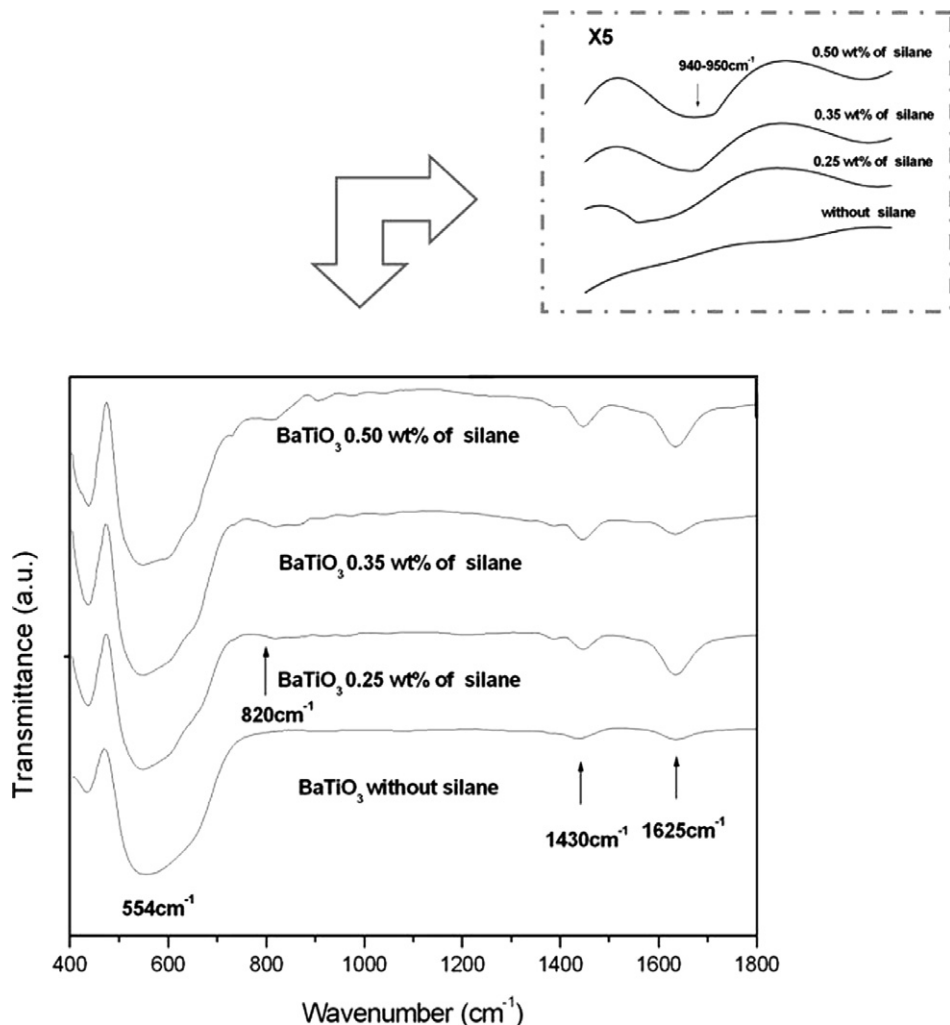 X5
0.50 wt% of silane
940-950cm⁻¹
0.35 wt% of silane
0.25 wt% of silane
without silane
BaTiO₃ 0.50 wt% of silane
BaTiO₃ 0.35 wt% of silane
BaTiO₃ 0.25 wt% of silane
820cm⁻¹
BaTiO₃ without silane
1430cm⁻¹
1625cm⁻¹
554cm⁻¹
Transmittance (a.u.)
400 600 800 1000 1200 1400 1600 1800
Wavenumber (cm⁻¹)